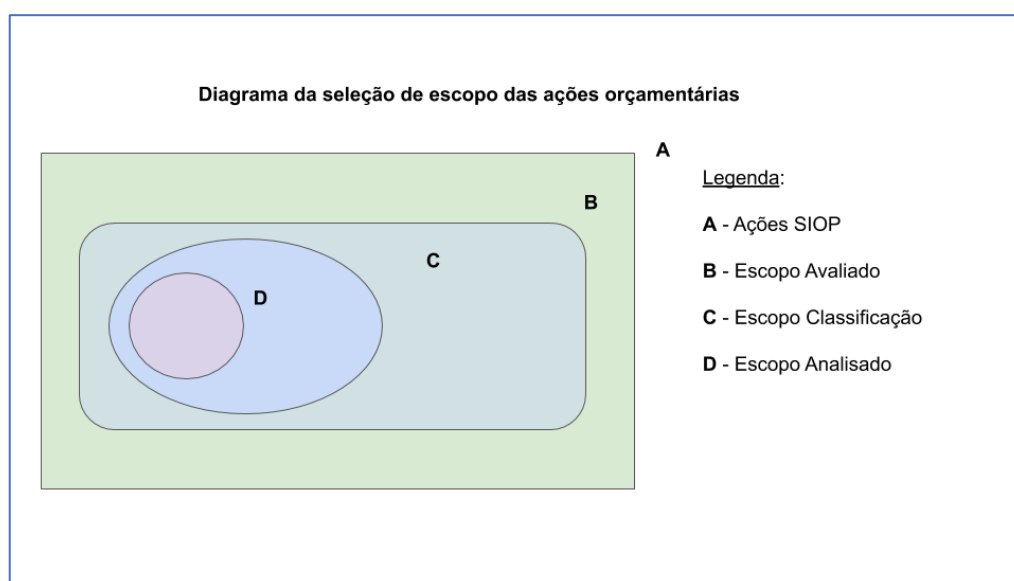 Diagrama da seleção de escopo das ações orçamentárias
A
Legenda:
B
A - Ações SIOP
C
B - Escopo Avaliado
D
C - Escopo Classificação
D - Escopo Analisado